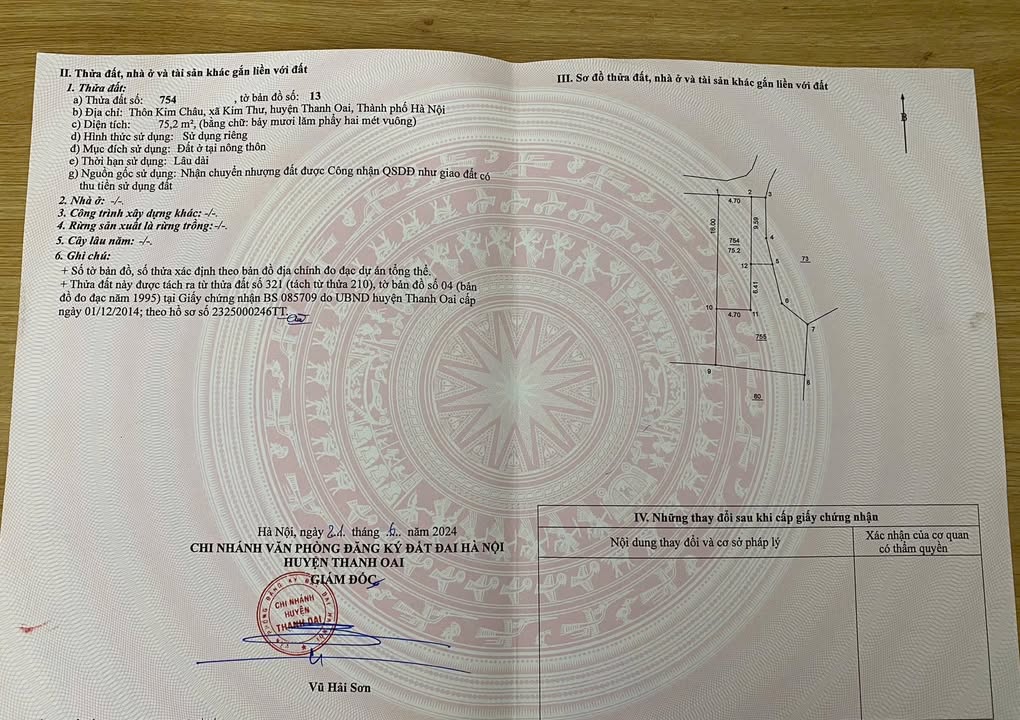 II. Thửa đất, nhà ở và tài sản khác gắn liền với đất
1. Thửa đất:
a) Thửa đất số: 754 , tờ bản đồ số: 13
b) Địa chỉ: Thôn Kim Châu, xã Kim Thư, huyện Thanh Oai, Thành phố Hà Nội
c) Diện tích: 75,2 m², (bằng chữ: bảy mươi lăm phẩy hai mét vuông)
d) Hình thức sử dụng: Sử dụng riêng
đ) Mục đích sử dụng: Đất ở tại nông thôn
e) Thời hạn sử dụng: Lâu dài
g) Nguồn gốc sử dụng: Nhận chuyển nhượng đất được Công nhận QSDĐ như giao đất có
thu tiền sử dụng đất
2. Nhà ở: -/-.
3. Công trình xây dựng khác: -/-.
4. Rừng sản xuất là rừng trồng: -/-.
5. Cây lâu năm: -/-.
6. Ghi chú:
+ Số tờ bản đồ, số thửa xác định theo bản đồ địa chính đo đạc dự án tổng thể.
+ Thửa đất này được tách ra từ thửa đất số 321 (tách từ thửa 210), tờ bản đồ số 04 (bản
đồ đo đạc năm 1995) tại Giấy chứng nhận BS 085709 do UBND huyện Thanh Oai cấp
ngày 01/12/2014; theo hồ sơ số 2325000246TT.
Hà Nội, ngày 21 tháng 6 năm 2024
CHI NHÁNH VĂN PHÒNG ĐĂNG KÝ ĐẤT ĐAI HÀ NỘI
HUYỆN THANH OAI
GIÁM ĐỐC
CHI NHÁNH
HUYỆN
THANH OAI
Vũ Hải Sơn
III. Sơ đồ thửa đất, nhà ở và tài sản khác gắn liền với đất
B
1 2 3
4.70
16.00
9.59
754
75.2
4
73
12 5
6.41
6
10
4.70
11
7
755
9
8
80
IV. Những thay đổi sau khi cấp giấy chứng nhận
Nội dung thay đổi và cơ sở pháp lý
Xác nhận của cơ quan
có thẩm quyền